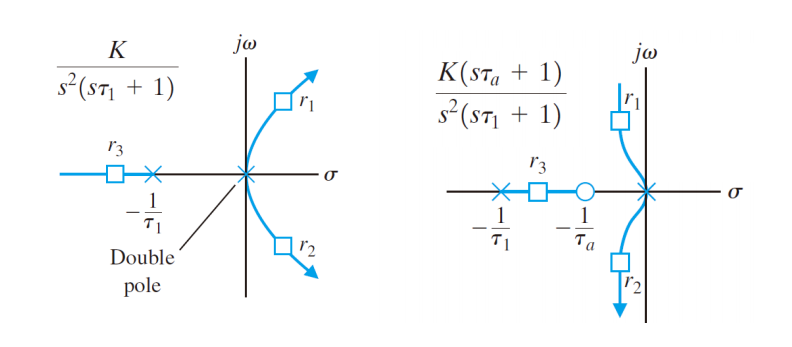 K
s²(sτ₁ + 1)
jω
r₁
r₃
σ
−1/τ₁
r₂
Double
pole
K(sτₐ + 1)
s²(sτ₁ + 1)
jω
r₁
r₃
σ
−1/τ₁
−1/τₐ
r₂